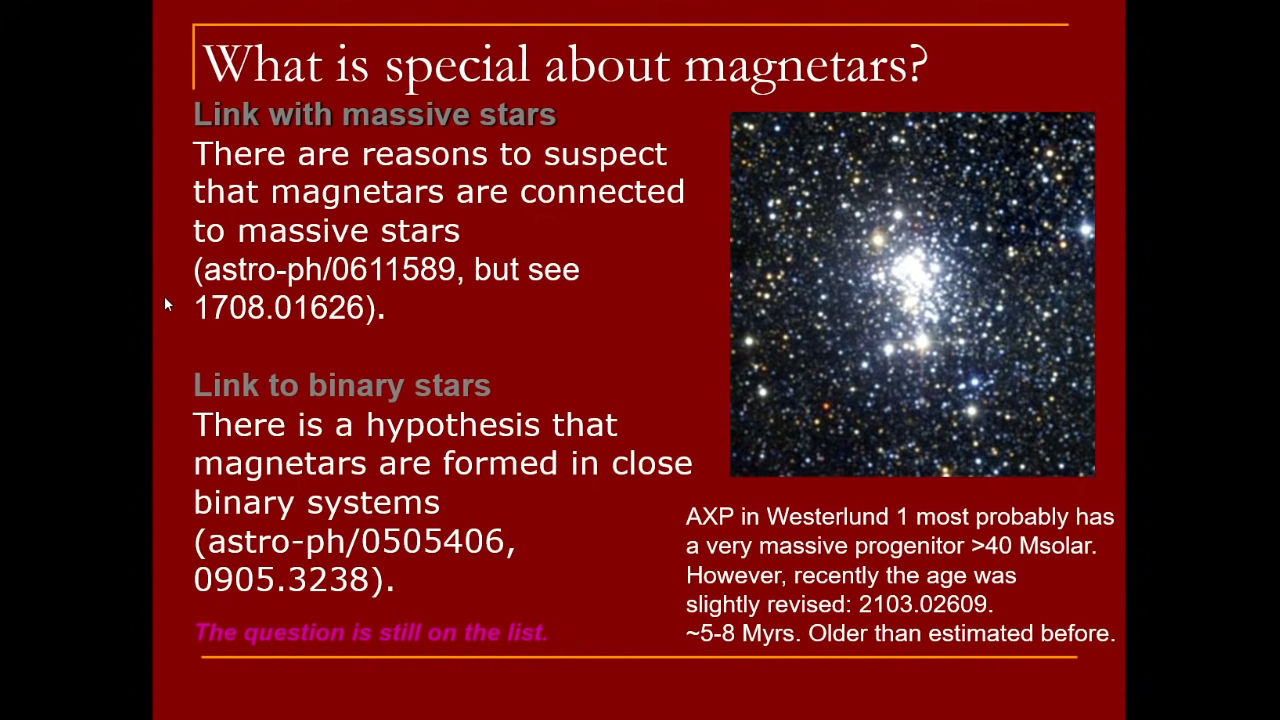 What is special about magnetars?
Link with massive stars
There are reasons to suspect
that magnetars are connected
to massive stars
(astro-ph/0611589, but see
1708.01626).
Link to binary stars
There is a hypothesis that
magnetars are formed in close
binary systems
(astro-ph/0505406,
0905.3238).
The question is still on the list.
AXP in Westerlund 1 most probably has
a very massive progenitor >40 Msolar.
However, recently the age was
slightly revised: 2103.02609.
~5-8 Myrs. Older than estimated before.